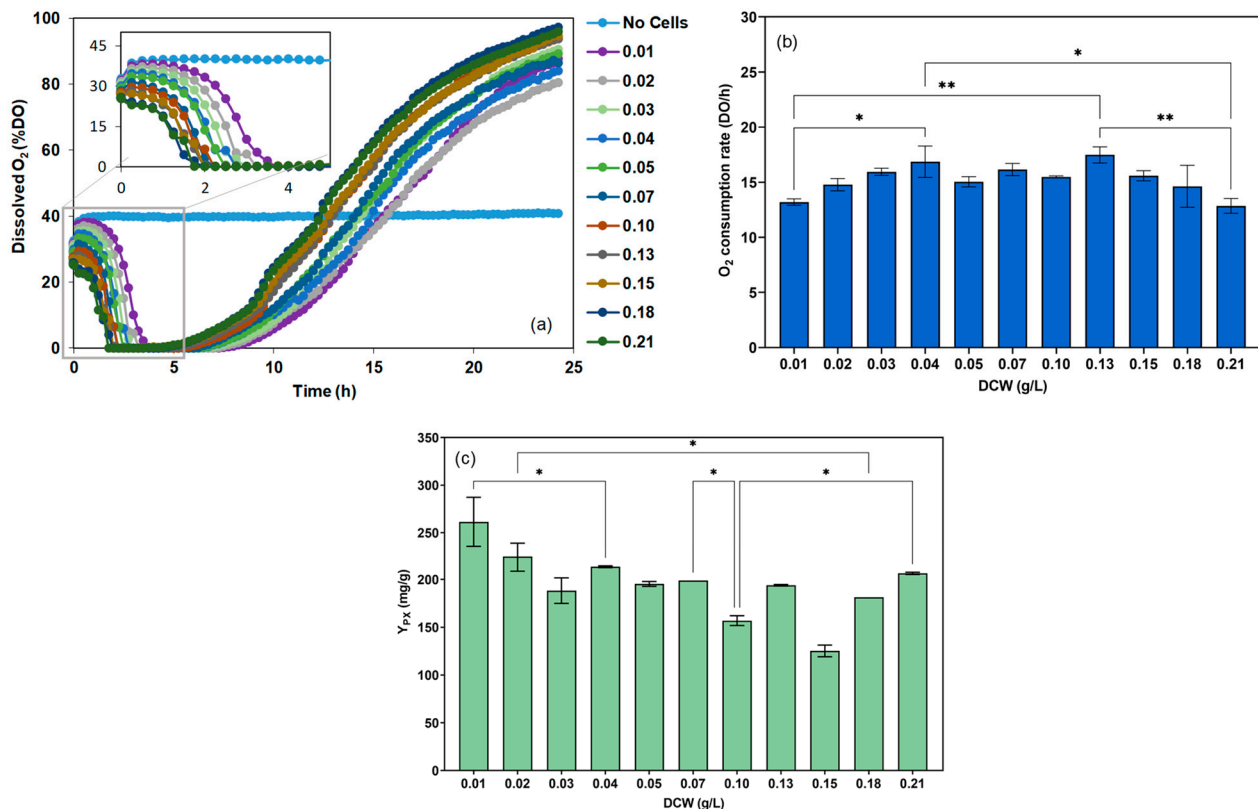 Dissolved O2 (%DO)
100
80
60
40
20
0
45
30
15
0
0 2 4
0 5 10 15 20 25
Time (h)
(a)
No Cells
0.01
0.02
0.03
0.04
0.05
0.07
0.10
0.13
0.15
0.18
0.21
(b)
O2 consumption rate (DO/h)
30
25
20
15
10
5
0
*
**
* **
0.01 0.02 0.03 0.04 0.05 0.07 0.10 0.13 0.15 0.18 0.21
DCW (g/L)
(c)
YPX (mg/g)
350
300
250
200
150
100
50
0
*
* * *
0.01 0.02 0.03 0.04 0.05 0.07 0.10 0.13 0.15 0.18 0.21
DCW (g/L)